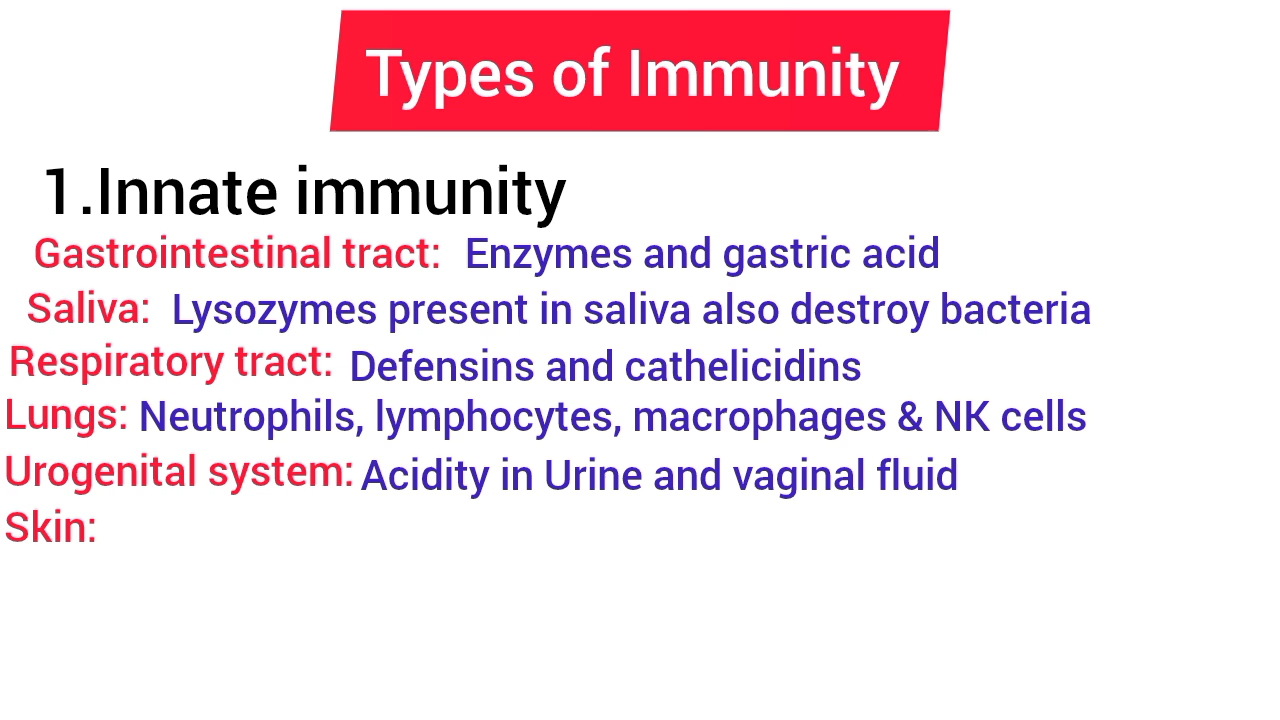 Types of Immunity
1.Innate immunity
Gastrointestinal tract: Enzymes and gastric acid
Saliva: Lysozymes present in saliva also destroy bacteria
Respiratory tract: Defensins and cathelicidins
Lungs: Neutrophils, lymphocytes, macrophages & NK cells
Urogenital system: Acidity in Urine and vaginal fluid
Skin: